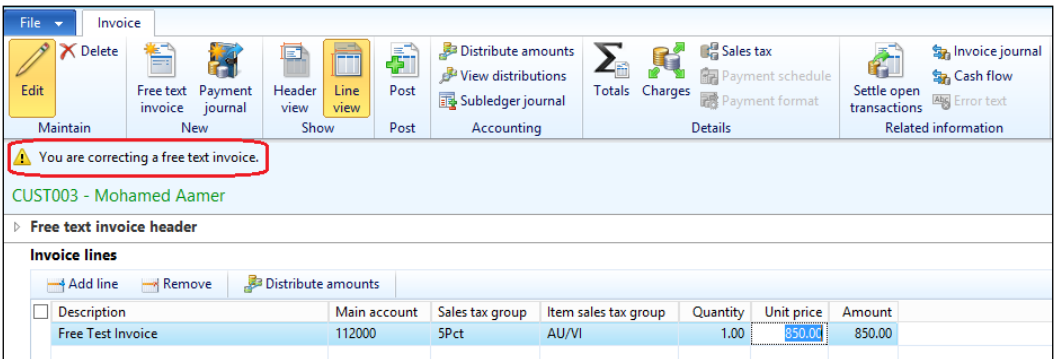 File Invoice
Edit
Delete
Maintain
Free text invoice
Payment journal
New
Header view
Line view
Show
Post
Post
Distribute amounts
View distributions
Subledger journal
Accounting
Totals
Charges
Sales tax
Payment schedule
Payment format
Details
Settle open transactions
Invoice journal
Cash flow
Abg Error text
Related information
You are correcting a free text invoice.
CUST003 - Mohamed Aamer
Free text invoice header
Invoice lines
Add line Remove Distribute amounts
Description Main account Sales tax group Item sales tax group Quantity Unit price Amount
Free Test Invoice 112000 5Pct AU/VI 1.00 850.00 850.00